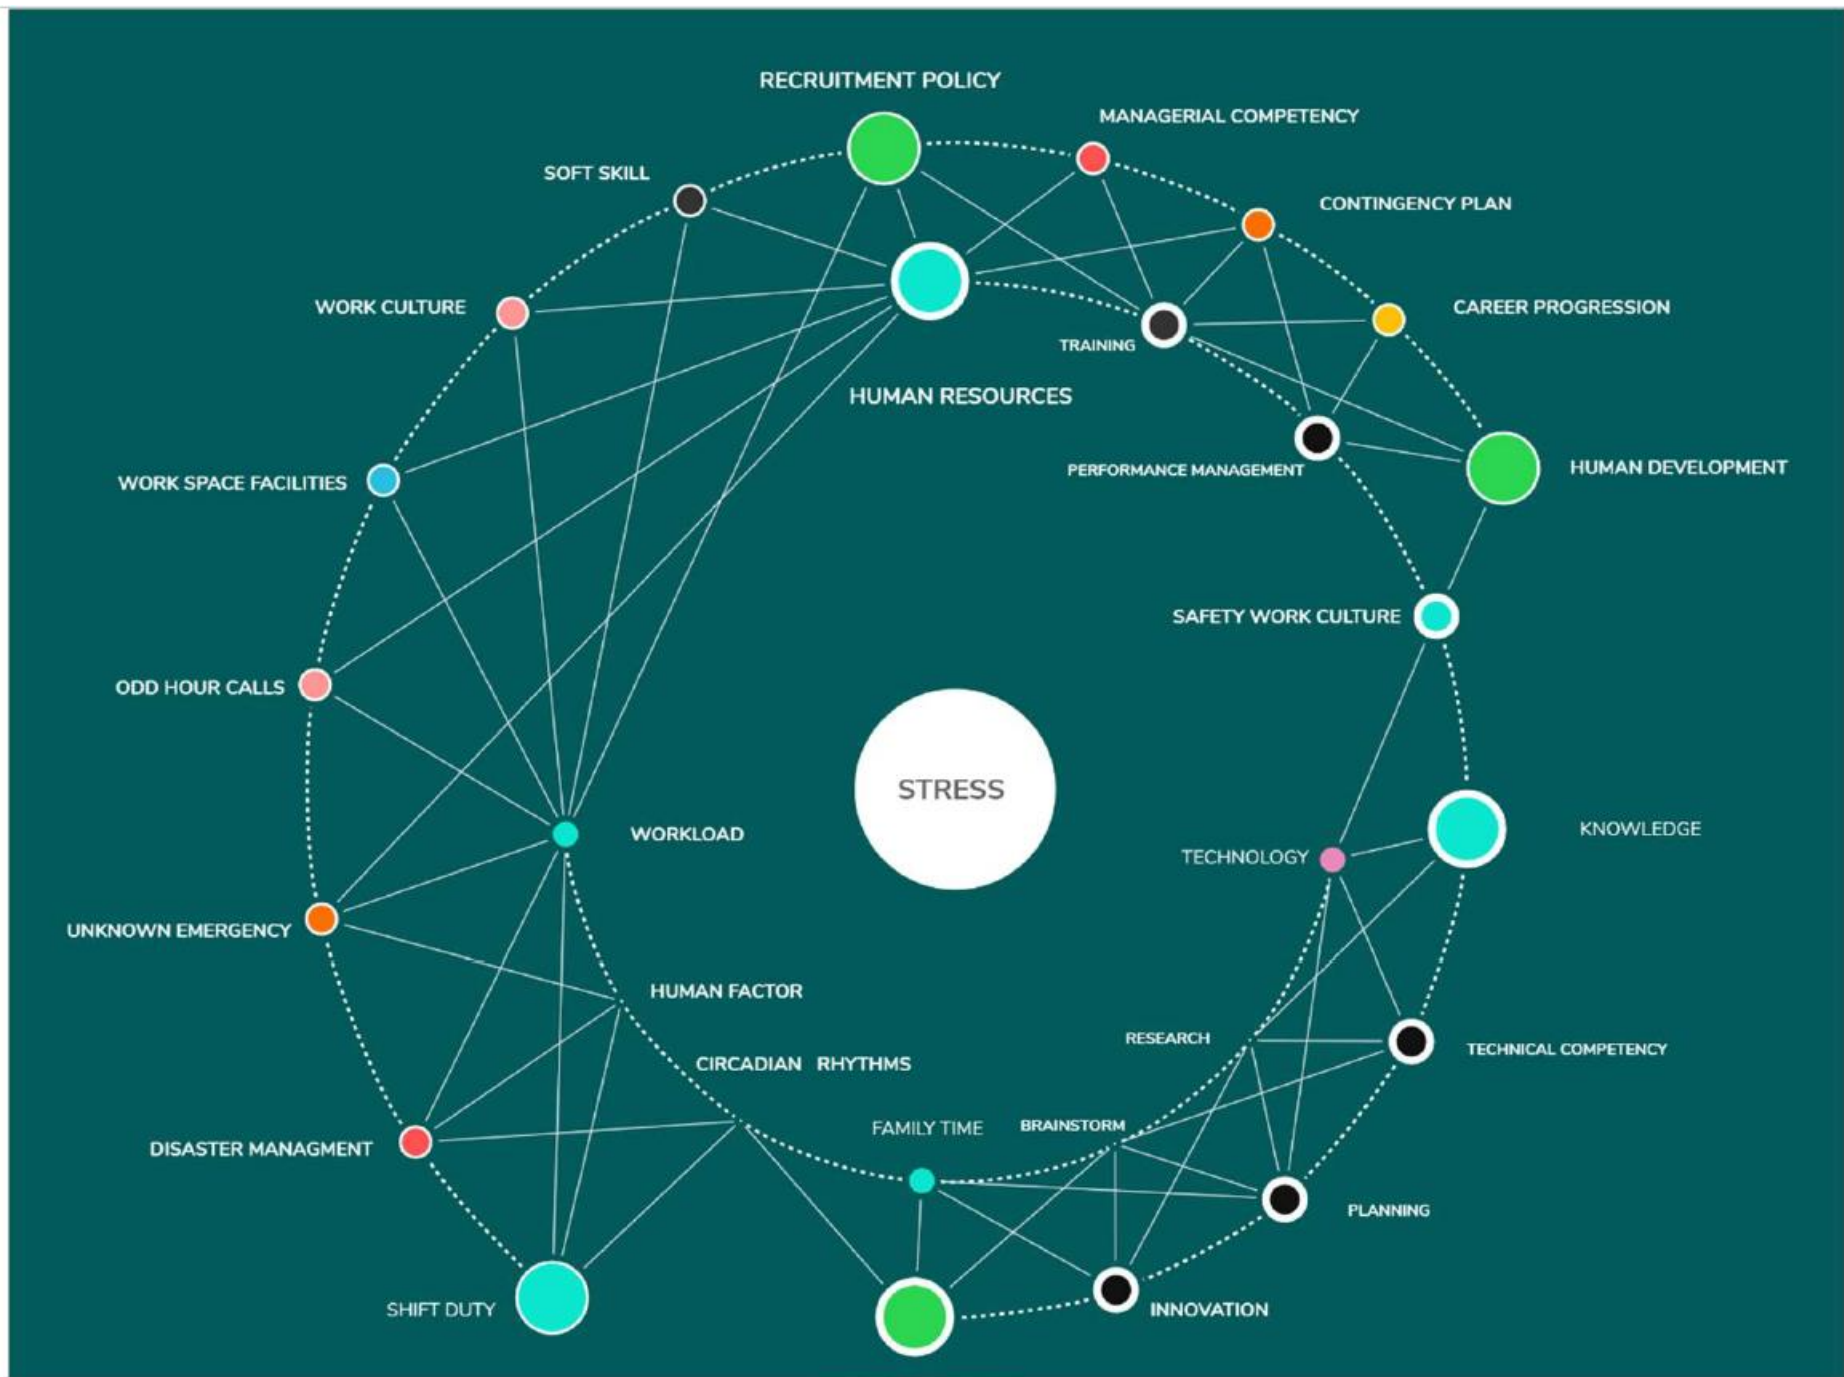 RECRUITMENT POLICY
MANAGERIAL COMPETENCY
SOFT SKILL
CONTINGENCY PLAN
WORK CULTURE
CAREER PROGRESSION
TRAINING
HUMAN RESOURCES
PERFORMANCE MANAGEMENT
HUMAN DEVELOPMENT
WORK SPACE FACILITIES
SAFETY WORK CULTURE
ODD HOUR CALLS
STRESS
WORKLOAD
KNOWLEDGE
TECHNOLOGY
UNKNOWN EMERGENCY
HUMAN FACTOR
RESEARCH
TECHNICAL COMPETENCY
CIRCADIAN RHYTHMS
FAMILY TIME
BRAINSTORM
DISASTER MANAGMENT
PLANNING
SHIFT DUTY
INNOVATION